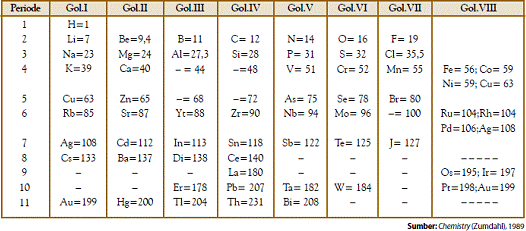 Periode Gol.I Gol.II Gol.III Gol.IV Gol.V Gol.VI Gol.VII Gol.VIII
1 H=1
2 Li=7 Be=9,4 B=11 C= 12 N=14 O= 16 F= 19
3 Na=23 Mg=24 Al=27,3 Si=28 P= 31 S= 32 Cl= 35,5
4 K=39 Ca=40 –= 44 –=48 V= 51 Cr= 52 Mn= 55 Fe= 56; Co= 59
Ni= 59; Cu= 63
5 Cu=63 Zn=65 –= 68 –=72 As= 75 Se= 78 Br= 80
6 Rb=85 Sr=87 Yt=88 Zr=90 Nb= 94 Mo= 96 –= 100 Ru=104;Rh=104
Pd=106;Ag=108
7 Ag=108 Cd=112 In=113 Sn=118 Sb= 122 Te= 125 J= 127
8 Cs=133 Ba=137 Di=138 Ce=140 – – – – – – – –
9 – – La=180 Os=195; Ir= 197
10 – – Er=178 Pb= 207 Ta= 182 W= 184 – Pt=198;Au=199
11 Au=199 Hg=200 Tl=204 Th=231 Bi= 208 – – – – –
Sumber: Chemistry (Zumdahl), 1989